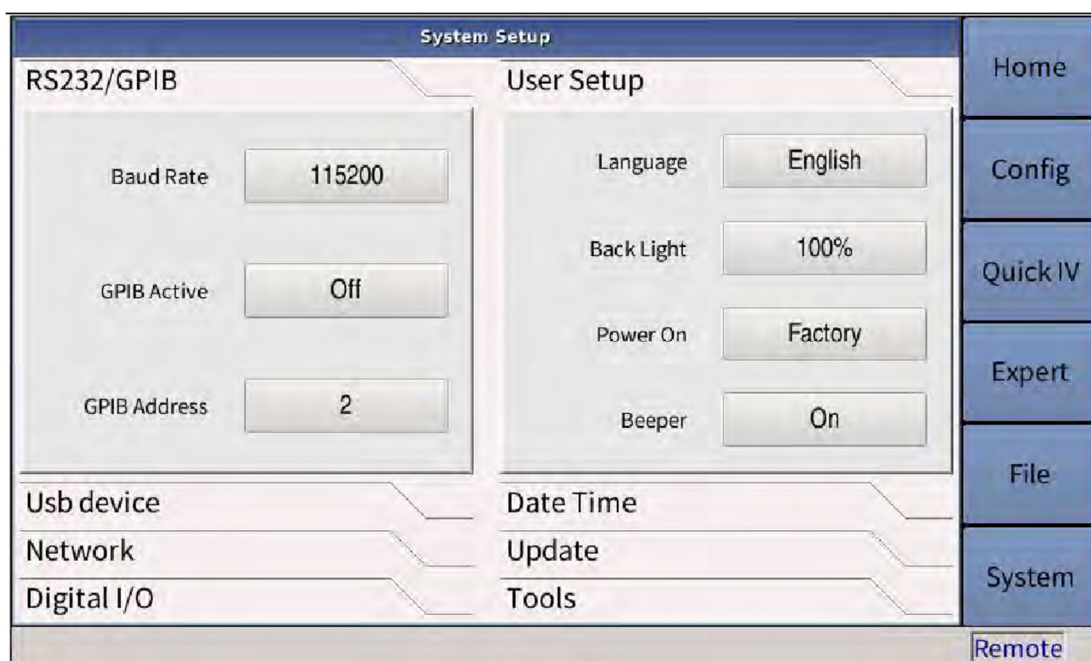 System Setup
RS232/GPIB
Baud Rate 115200
GPIB Active Off
GPIB Address 2
Usb device
Network
Digital I/O
User Setup
Language English
Back Light 100%
Power On Factory
Beeper On
Date Time
Update
Tools
Home
Config
Quick IV
Expert
File
System
Remote